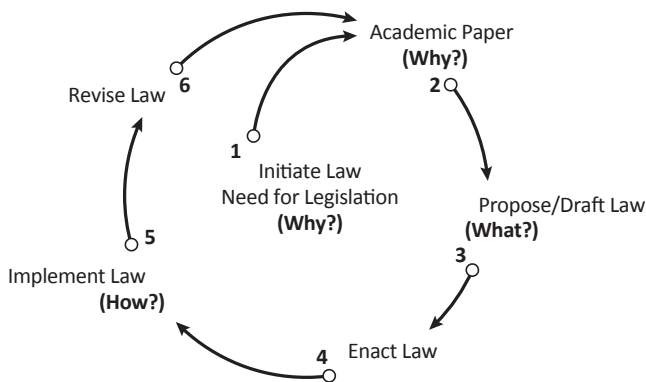 Academic Paper
(Why?)
6
2
Revise Law
1
Initiate Law
Need for Legislation
(Why?)
Propose/Draft Law
(What?)
5
3
Implement Law
(How?)
4
Enact Law